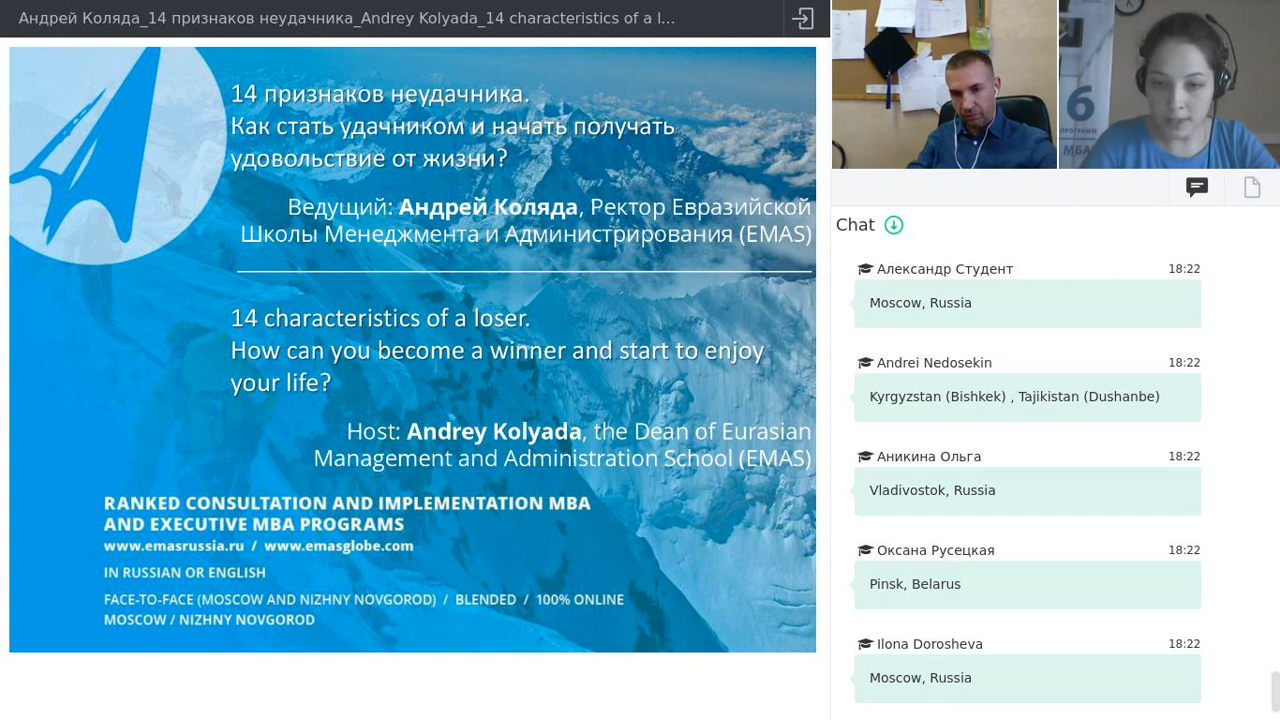 Андрей Коляда_14 признаков неудачника_Andrey Kolyada_14 characteristics of a l...
14 признаков неудачника.
Как стать удачником и начать получать
удовольствие от жизни?
Ведущий: Андрей Коляда, Ректор Евразийской
Школы Менеджмента и Администрирования (EMAS)
14 characteristics of a loser.
How can you become a winner and start to enjoy
your life?
Host: Andrey Kolyada, the Dean of Eurasian
Management and Administration School (EMAS)
RANKED CONSULTATION AND IMPLEMENTATION MBA
AND EXECUTIVE MBA PROGRAMS
www.emasrussia.ru / www.emasglobe.com
IN RUSSIAN OR ENGLISH
FACE-TO-FACE (MOSCOW AND NIZHNY NOVGOROD) / BLENDED / 100% ONLINE
MOSCOW / NIZHNY NOVGOROD
6
ПРОГРАММ
МВА
Chat
Александр Студент 18:22
Moscow, Russia
Andrei Nedosekin 18:22
Kyrgyzstan (Bishkek) , Tajikistan (Dushanbe)
Аникина Ольга 18:22
Vladivostok, Russia
Оксана Русецкая 18:22
Pinsk, Belarus
Ilona Dorosheva 18:22
Moscow, Russia